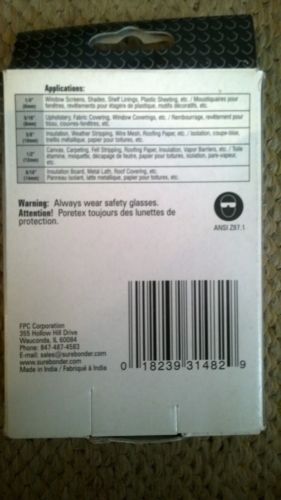 Applications:
1/4" Window Screens, Shades, Shelf Linings, Plastic Sheeting, etc. / Moustiquaires pour
(6mm) fenêtres, revêtements pour étagère de plastique, motifs décoratifs, etc.
5/16" Upholstery, Fabric Covering, Window Coverings, etc. / Rembourrage, revêtement pour
(8mm) tissu, couvres-fenêtres, etc.
3/8" Insulation, Weather Stripping, Wire Mesh, Roofing Paper, etc. / Isolation, coupe-bise,
(10mm) treillis métallique, papier pour toitures, etc.
1/2" Canvas, Carpeting, Felt Stripping, Roofing Paper, Insulation, Vapor Barriers, etc. / Toile
(12mm) étamine, moquette, décapage de feutre, papier pour toitures, isolation, pare-vapeur,
etc.
9/16" Insulation Board, Metal Lath, Roof Covering, etc.
(14mm) Panneau isolant, latte métallique, papier pour toitures, etc.
Warning: Always wear safety glasses.
Attention! Portez toujours des lunettes de
protection.
ANSI Z87.1
FPC Corporation
355 Hollow Hill Drive
Wauconda, IL 60084
Phone: 847-487-4583
E-mail: sales@surebonder.com
www.surebonder.com
Made in India / Fabriqué à India
0 18239 31482 9